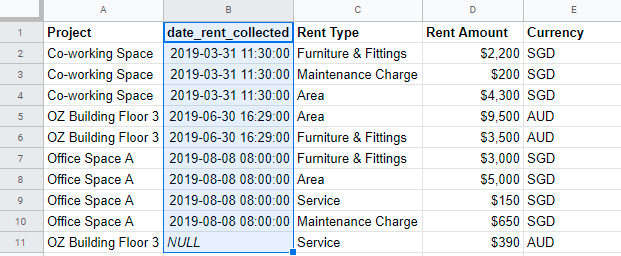 A B C D E
1 Project date_rent_collected Rent Type Rent Amount Currency
2 Co-working Space 2019-03-31 11:30:00 Furniture & Fittings $2,200 SGD
3 Co-working Space 2019-03-31 11:30:00 Maintenance Charge $200 SGD
4 Co-working Space 2019-03-31 11:30:00 Area $4,300 SGD
5 OZ Building Floor 3 2019-06-30 16:29:00 Area $9,500 AUD
6 OZ Building Floor 3 2019-06-30 16:29:00 Furniture & Fittings $3,500 AUD
7 Office Space A 2019-08-08 08:00:00 Furniture & Fittings $3,000 SGD
8 Office Space A 2019-08-08 08:00:00 Area $5,000 SGD
9 Office Space A 2019-08-08 08:00:00 Service $150 SGD
10 Office Space A 2019-08-08 08:00:00 Maintenance Charge $650 SGD
11 OZ Building Floor 3 NULL Service $390 AUD